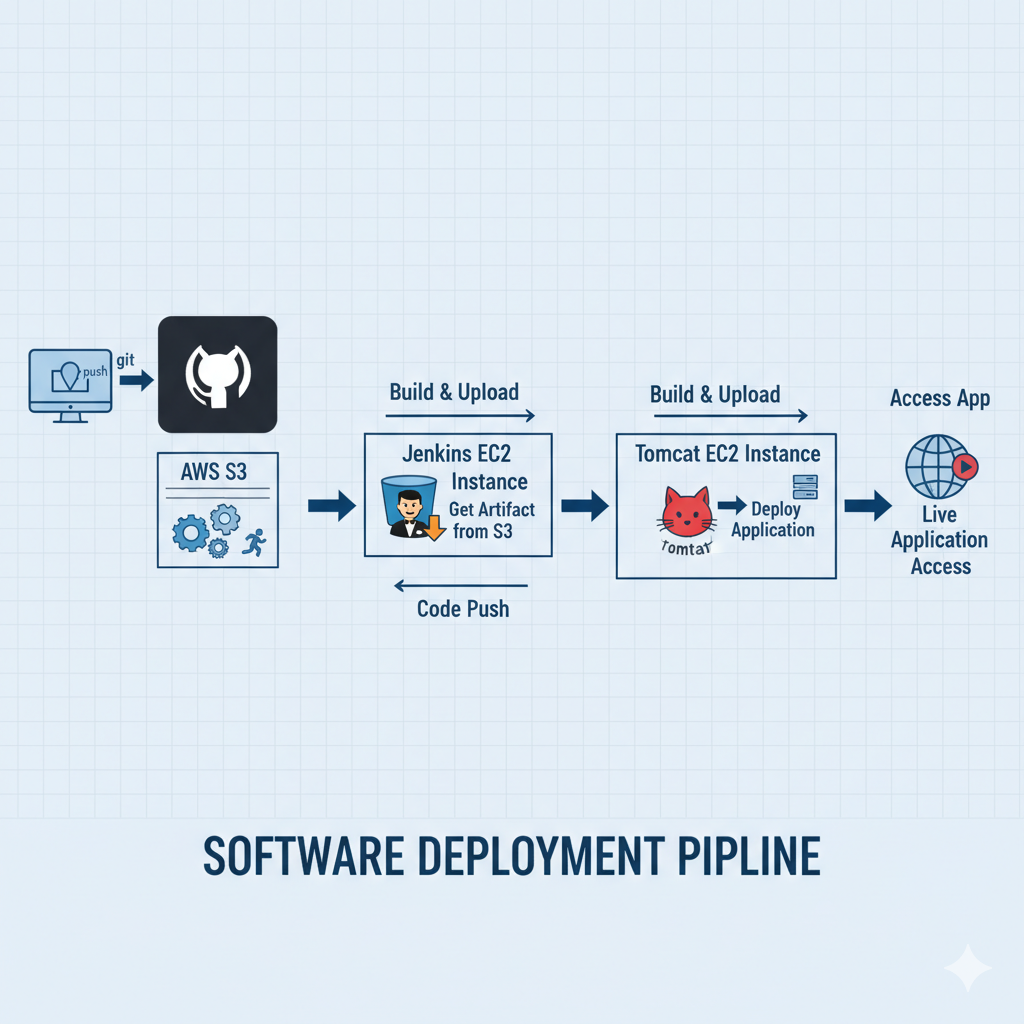 git
push
AWS S3
Build & Upload
Jenkins EC2
Instance
Get Artifact
from S3
Code Push
Build & Upload
Tomcat EC2 Instance
Tomtat
Deploy
Application
Access App
Live
Application
Access
SOFTWARE DEPLOYMENT PIPLINE